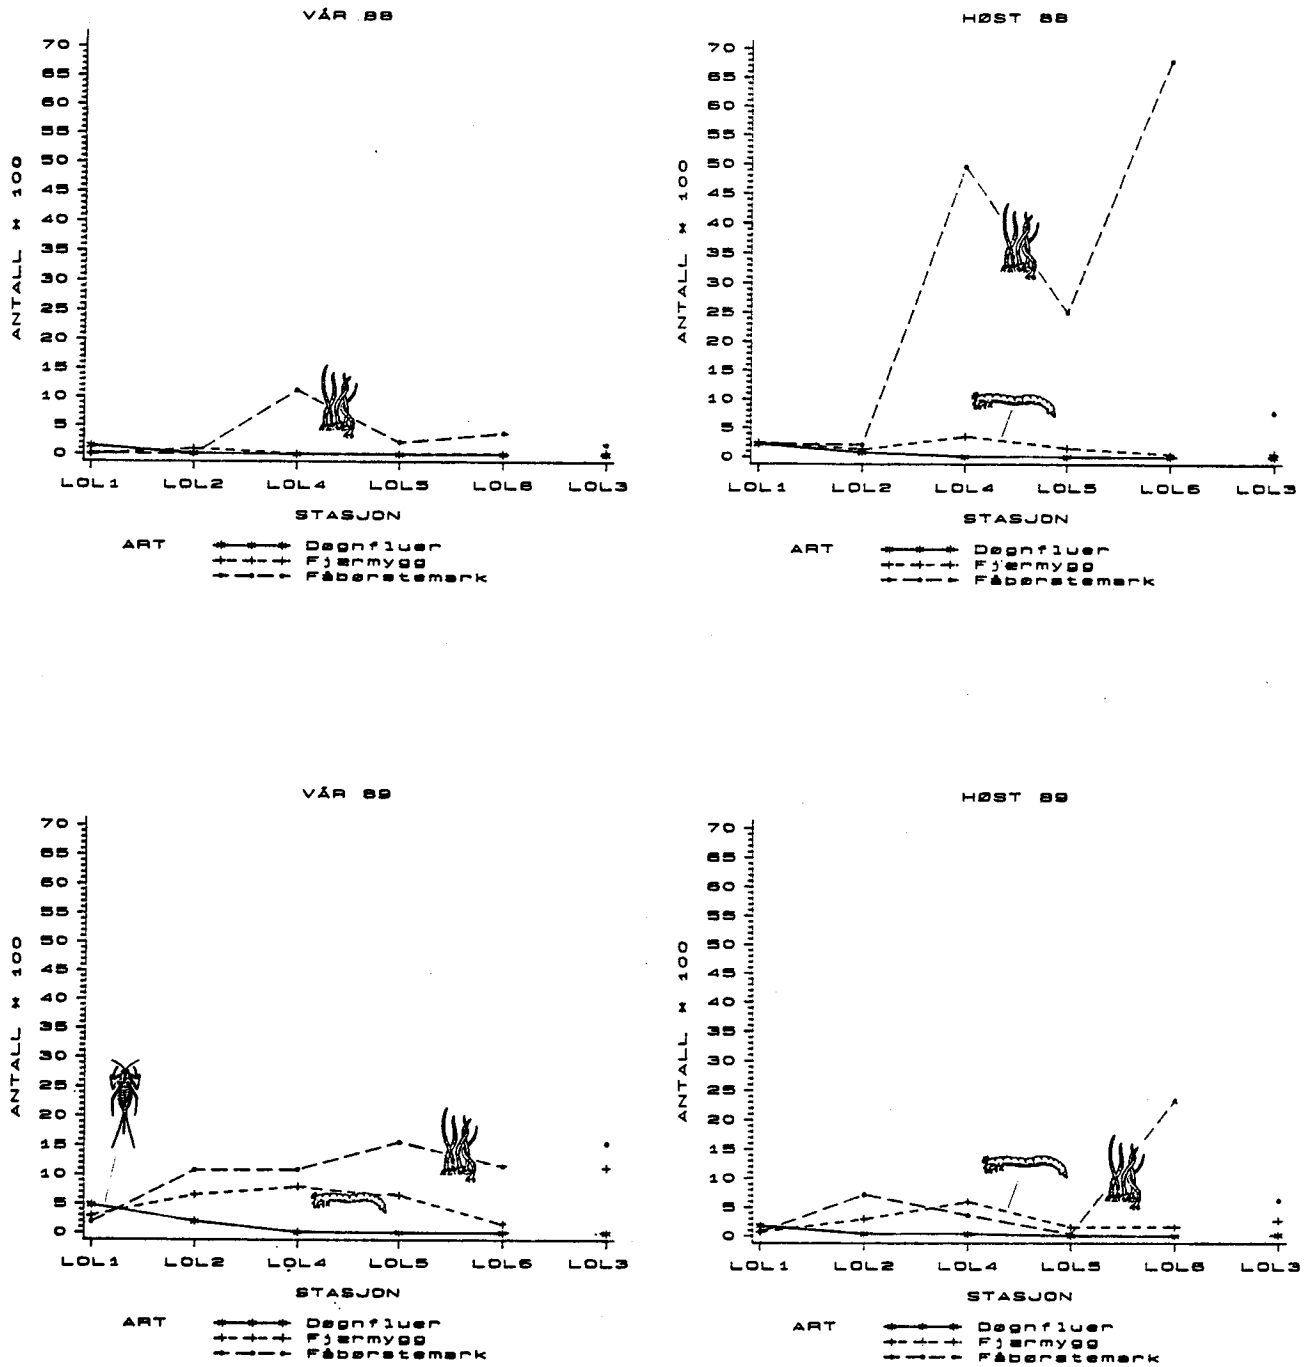 VÅR 88
70
65
60
55
50
45
40
35
30
25
20
15
10
5
0
ANTALL * 100
LOL1 LOL2 LOL4 LOL5 LOL6 LOL3
STASJON
ART Døgnfluer
Fjærmygg
Fåbørstemark
HØST 88
70
65
60
55
50
45
40
35
30
25
20
15
10
5
0
ANTALL * 100
LOL1 LOL2 LOL4 LOL5 LOL6 LOL3
STASJON
ART Døgnfluer
Fjærmygg
Fåbørstemark
VÅR 89
70
65
60
55
50
45
40
35
30
25
20
15
10
5
0
ANTALL * 100
LOL1 LOL2 LOL4 LOL5 LOL6 LOL3
STASJON
ART Døgnfluer
Fjærmygg
Fåbørstemark
HØST 89
70
65
60
55
50
45
40
35
30
25
20
15
10
5
0
ANTALL * 100
LOL1 LOL2 LOL4 LOL5 LOL6 LOL3
STASJON
ART Døgnfluer
Fjærmygg
Fåbørstemark